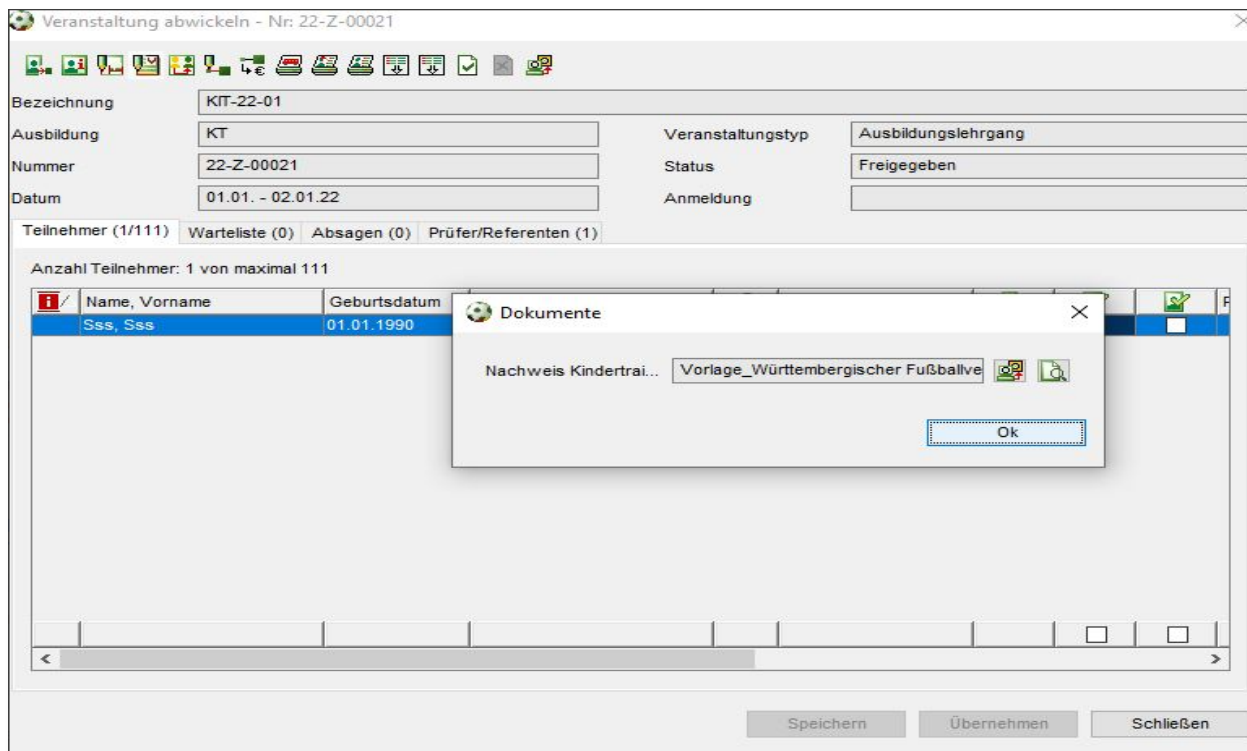 Veranstaltung abwickeln - Nr: 22-Z-00021
Bezeichnung KIT-22-01
Ausbildung KT Veranstaltungstyp Ausbildungslehrgang
Nummer 22-Z-00021 Status Freigegeben
Datum 01.01. - 02.01.22 Anmeldung
Teilnehmer (1/111) Warteliste (0) Absagen (0) Prüfer/Referenten (1)
Anzahl Teilnehmer: 1 von maximal 111
Name, Vorname Geburtsdatum
Sss, Sss 01.01.1990
Dokumente
Nachweis Kindertrai... Vorlage_Württembergischer Fußballve
Ok
Speichern Übernehmen Schließen